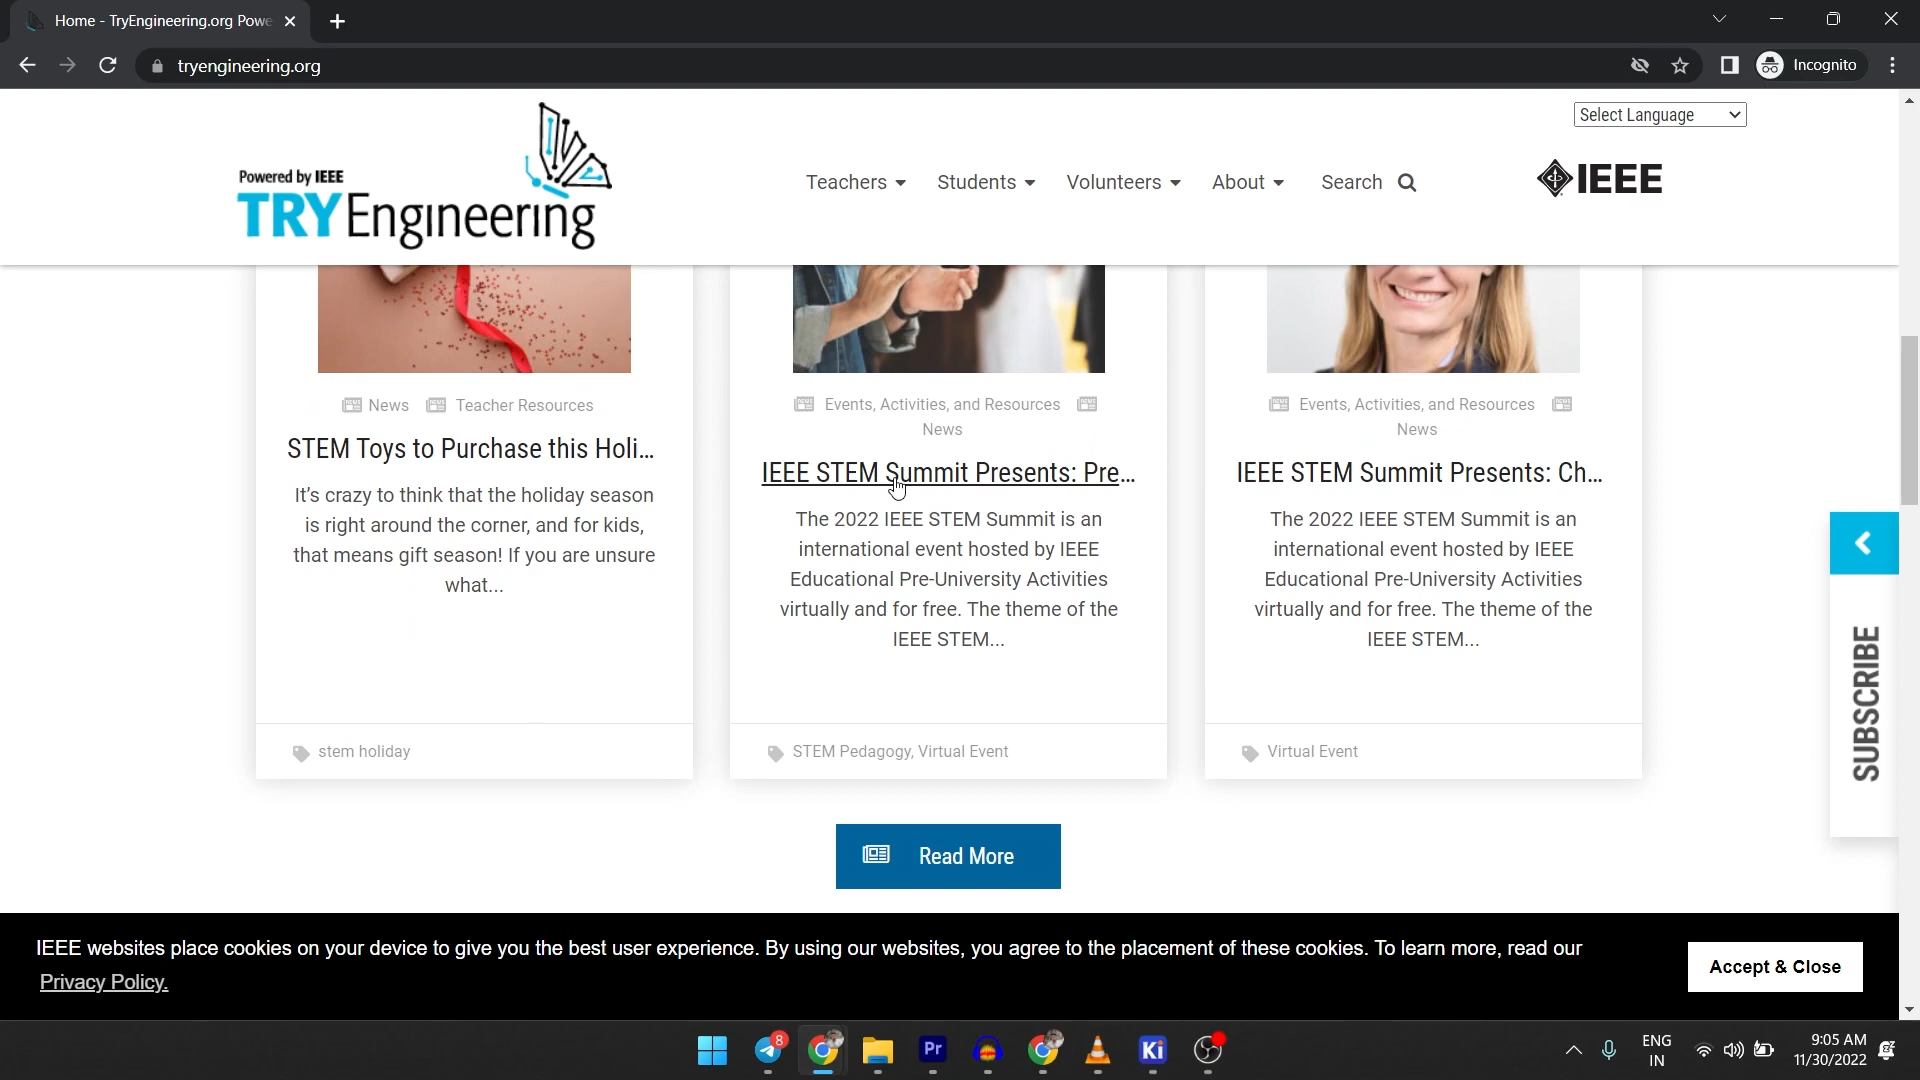 Home - TryEngineering.org Powe
tryengineering.org
Incognito
Select Language
Powered by IEEE
TRYEngineering
Teachers
Students
Volunteers
About
Search
IEEE
News Teacher Resources
STEM Toys to Purchase this Holi...
It's crazy to think that the holiday season
is right around the corner, and for kids,
that means gift season! If you are unsure
what...
stem holiday
Events, Activities, and Resources
News
IEEE STEM Summit Presents: Pre...
The 2022 IEEE STEM Summit is an
international event hosted by IEEE
Educational Pre-University Activities
virtually and for free. The theme of the
IEEE STEM...
STEM Pedagogy, Virtual Event
Events, Activities, and Resources
News
IEEE STEM Summit Presents: Ch...
The 2022 IEEE STEM Summit is an
international event hosted by IEEE
Educational Pre-University Activities
virtually and for free. The theme of the
IEEE STEM...
Virtual Event
SUBSCRIBE
Read More
IEEE websites place cookies on your device to give you the best user experience. By using our websites, you agree to the placement of these cookies. To learn more, read our
Privacy Policy.
Accept & Close
8
Pr
Ki
ENG
IN
9:05 AM
11/30/2022